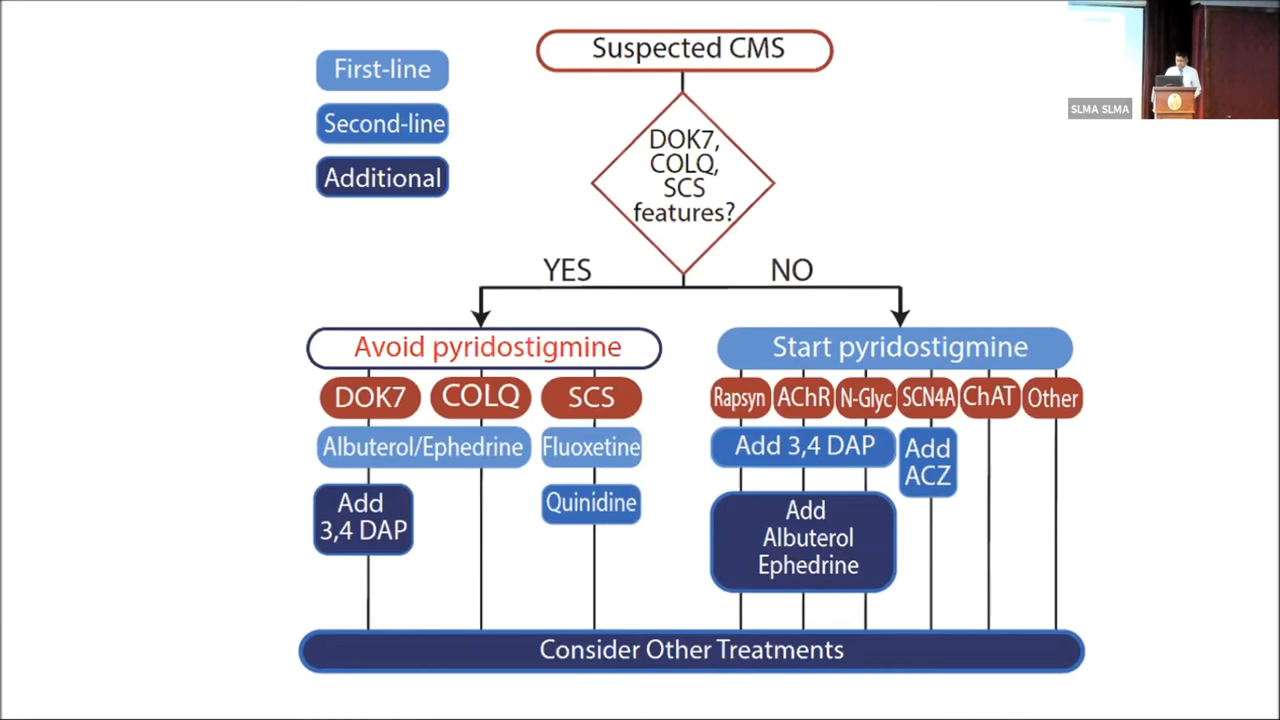 Suspected CMS
First-line
Second-line
Additional
SLMA SLMA
DOK7,
COLQ,
SCS
features?
YES
NO
Avoid pyridostigmine
Start pyridostigmine
DOK7
COLQ
SCS
Rapsyn
AChR
N-Glyc
SCN4A
ChAT
Other
Albuterol/Ephedrine
Fluoxetine
Add 3,4 DAP
Add
ACZ
Add
3,4 DAP
Quinidine
Add
Albuterol
Ephedrine
Consider Other Treatments